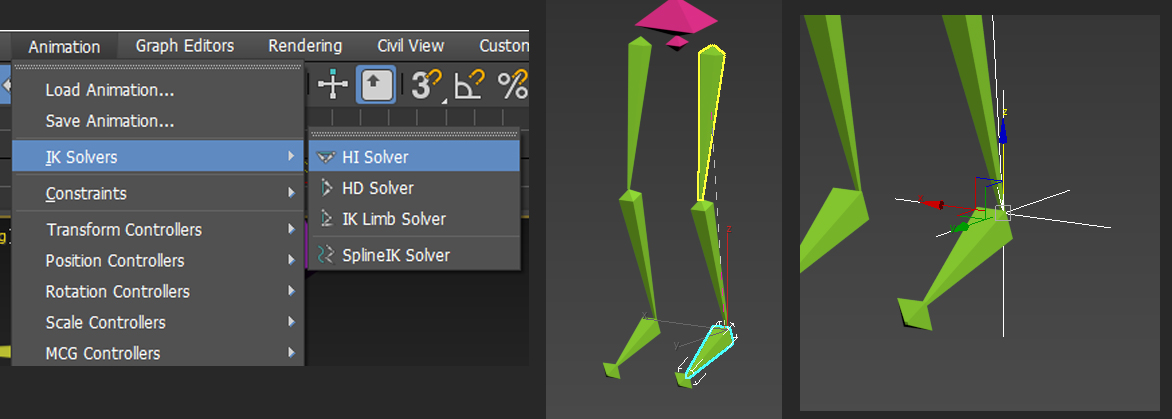 Animation Graph Editors Rendering Civil View Custon
Load Animation...
Save Animation...
IK Solvers
HI Solver
HD Solver
Constraints
IK Limb Solver
Transform Controllers
SplineIK Solver
Position Controllers
Rotation Controllers
Scale Controllers
MCG Controllers
3
%
z
x
y
z